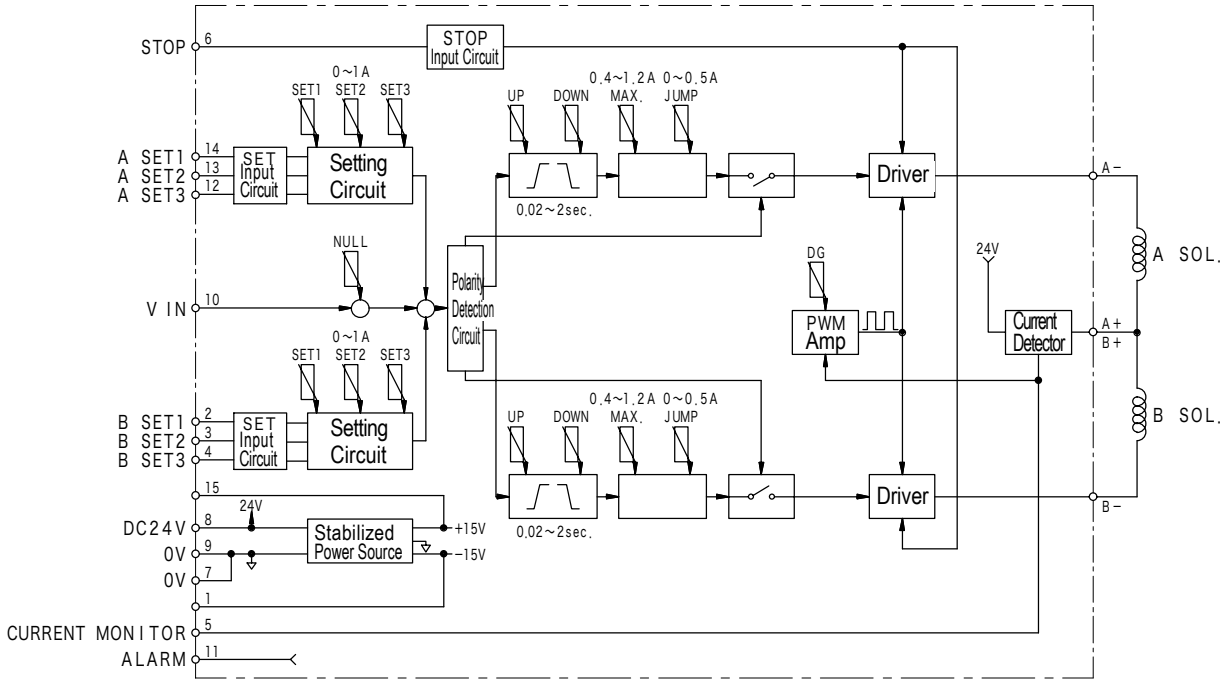 STOP
6
STOP
Input Circuit
0~1A
SET1
SET2
SET3
UP
DOWN
0.4~1.2A
MAX.
0~0.5A
JUMP
A SET1
14
A SET2
13
A SET3
12
SET
Input
Circuit
Setting
Circuit
0.02~2sec.
Driver
A-
NULL
V IN
10
Polarity
Detection
Circuit
DG
PWM
Amp
24V
Current
Detector
A+
B+
A SOL.
B SOL.
0~1A
SET1
SET2
SET3
UP
DOWN
0.4~1.2A
MAX.
0~0.5A
JUMP
B SET1
2
B SET2
3
B SET3
4
SET
Input
Circuit
Setting
Circuit
0.02~2sec.
Driver
B-
15
24V
DC24V
8
0V
9
0V
7
Stabilized
Power Source
+15V
-15V
1
CURRENT MONITOR
5
ALARM
11